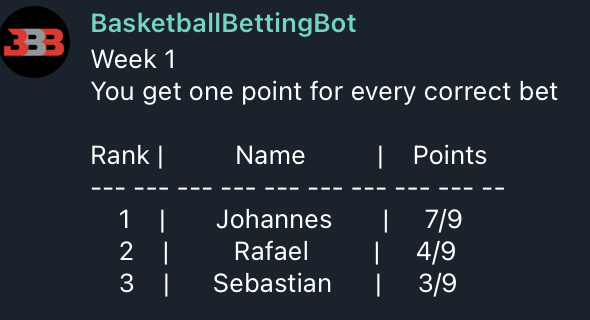 BBB
BasketballBettingBot
Week 1
You get one point for every correct bet
Rank | Name | Points
--- --- --- --- --- --- --- --- --- --
1 | Johannes | 7/9
2 | Rafael | 4/9
3 | Sebastian | 3/9